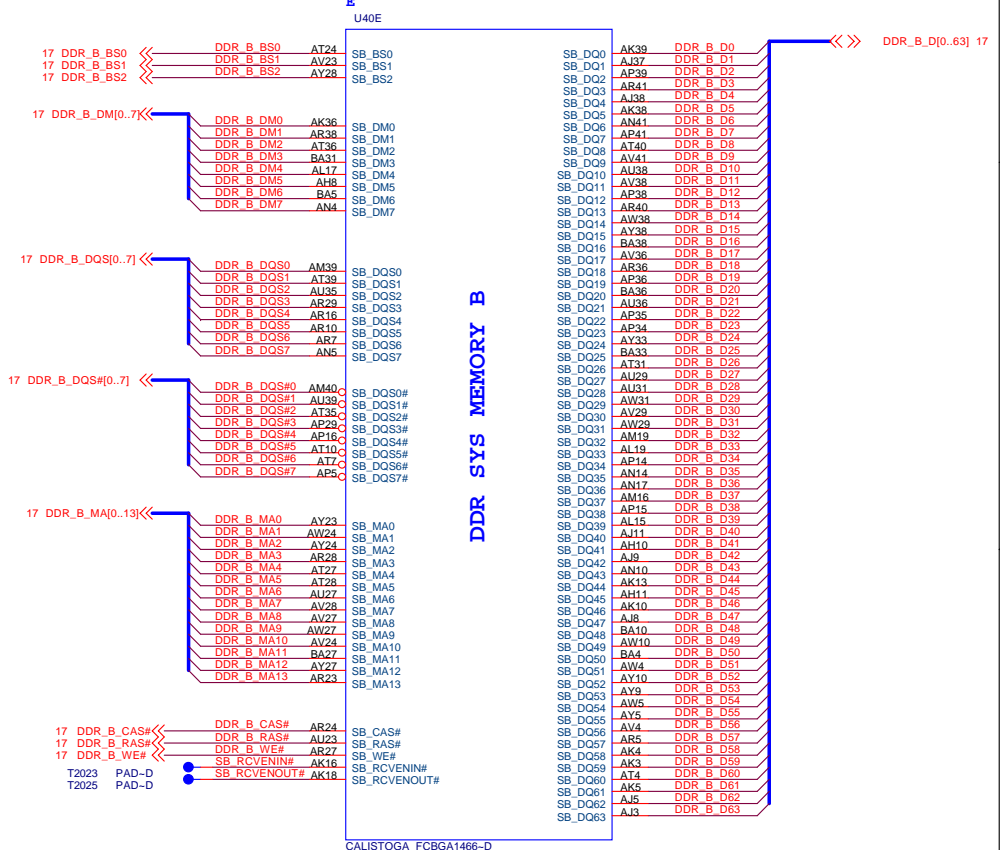 E
U40E
17 DDR_B_BS0 DDR_B_BS0 AT24 SB_BS0
17 DDR_B_BS1 DDR_B_BS1 AV23 SB_BS1
17 DDR_B_BS2 DDR_B_BS2 AY28 SB_BS2
17 DDR_B_DM[0..7]
DDR_B_DM0 AK36 SB_DM0
DDR_B_DM1 AR38 SB_DM1
DDR_B_DM2 AT36 SB_DM2
DDR_B_DM3 BA31 SB_DM3
DDR_B_DM4 AL17 SB_DM4
DDR_B_DM5 AH8 SB_DM5
DDR_B_DM6 BA5 SB_DM6
DDR_B_DM7 AN4 SB_DM7
17 DDR_B_DQS[0..7]
DDR_B_DQS0 AM39 SB_DQS0
DDR_B_DQS1 AT39 SB_DQS1
DDR_B_DQS2 AU35 SB_DQS2
DDR_B_DQS3 AR29 SB_DQS3
DDR_B_DQS4 AR16 SB_DQS4
DDR_B_DQS5 AR10 SB_DQS5
DDR_B_DQS6 AR7 SB_DQS6
DDR_B_DQS7 AN5 SB_DQS7
17 DDR_B_DQS#[0..7]
DDR_B_DQS#0 AM40 SB_DQS0#
DDR_B_DQS#1 AU39 SB_DQS1#
DDR_B_DQS#2 AT35 SB_DQS2#
DDR_B_DQS#3 AP29 SB_DQS3#
DDR_B_DQS#4 AP16 SB_DQS4#
DDR_B_DQS#5 AT10 SB_DQS5#
DDR_B_DQS#6 AT7 SB_DQS6#
DDR_B_DQS#7 AP5 SB_DQS7#
17 DDR_B_MA[0..13]
DDR_B_MA0 AY23 SB_MA0
DDR_B_MA1 AW24 SB_MA1
DDR_B_MA2 AY24 SB_MA2
DDR_B_MA3 AR28 SB_MA3
DDR_B_MA4 AT27 SB_MA4
DDR_B_MA5 AT28 SB_MA5
DDR_B_MA6 AU27 SB_MA6
DDR_B_MA7 AV28 SB_MA7
DDR_B_MA8 AV27 SB_MA8
DDR_B_MA9 AW27 SB_MA9
DDR_B_MA10 AV24 SB_MA10
DDR_B_MA11 BA27 SB_MA11
DDR_B_MA12 AY27 SB_MA12
DDR_B_MA13 AR23 SB_MA13
17 DDR_B_CAS# DDR_B_CAS# AR24 SB_CAS#
17 DDR_B_RAS# DDR_B_RAS# AU23 SB_RAS#
17 DDR_B_WE# DDR_B_WE# AR27 SB_WE#
T2023 PAD~D SB_RCVENIN# AK16 SB_RCVENIN#
T2025 PAD~D SB_RCVENOUT# AK18 SB_RCVENOUT#
DDR SYS MEMORY B
SB_DQ0 AK39 DDR_B_D0
SB_DQ1 AJ37 DDR_B_D1
SB_DQ2 AP39 DDR_B_D2
SB_DQ3 AR41 DDR_B_D3
SB_DQ4 AJ38 DDR_B_D4
SB_DQ5 AK38 DDR_B_D5
SB_DQ6 AN41 DDR_B_D6
SB_DQ7 AP41 DDR_B_D7
SB_DQ8 AT40 DDR_B_D8
SB_DQ9 AV41 DDR_B_D9
SB_DQ10 AU38 DDR_B_D10
SB_DQ11 AV38 DDR_B_D11
SB_DQ12 AP38 DDR_B_D12
SB_DQ13 AR40 DDR_B_D13
SB_DQ14 AW38 DDR_B_D14
SB_DQ15 AY38 DDR_B_D15
SB_DQ16 BA38 DDR_B_D16
SB_DQ17 AV36 DDR_B_D17
SB_DQ18 AR36 DDR_B_D18
SB_DQ19 AP36 DDR_B_D19
SB_DQ20 BA36 DDR_B_D20
SB_DQ21 AU36 DDR_B_D21
SB_DQ22 AP35 DDR_B_D22
SB_DQ23 AP34 DDR_B_D23
SB_DQ24 AY33 DDR_B_D24
SB_DQ25 BA33 DDR_B_D25
SB_DQ26 AT31 DDR_B_D26
SB_DQ27 AU29 DDR_B_D27
SB_DQ28 AU31 DDR_B_D28
SB_DQ29 AW31 DDR_B_D29
SB_DQ30 AV29 DDR_B_D30
SB_DQ31 AW29 DDR_B_D31
SB_DQ32 AM19 DDR_B_D32
SB_DQ33 AL19 DDR_B_D33
SB_DQ34 AP14 DDR_B_D34
SB_DQ35 AN14 DDR_B_D35
SB_DQ36 AN17 DDR_B_D36
SB_DQ37 AM16 DDR_B_D37
SB_DQ38 AP15 DDR_B_D38
SB_DQ39 AL15 DDR_B_D39
SB_DQ40 AJ11 DDR_B_D40
SB_DQ41 AH10 DDR_B_D41
SB_DQ42 AJ9 DDR_B_D42
SB_DQ43 AN10 DDR_B_D43
SB_DQ44 AK13 DDR_B_D44
SB_DQ45 AH11 DDR_B_D45
SB_DQ46 AK10 DDR_B_D46
SB_DQ47 AJ8 DDR_B_D47
SB_DQ48 BA10 DDR_B_D48
SB_DQ49 AW10 DDR_B_D49
SB_DQ50 BA4 DDR_B_D50
SB_DQ51 AW4 DDR_B_D51
SB_DQ52 AY10 DDR_B_D52
SB_DQ53 AY9 DDR_B_D53
SB_DQ54 AW5 DDR_B_D54
SB_DQ55 AY5 DDR_B_D55
SB_DQ56 AV4 DDR_B_D56
SB_DQ57 AR5 DDR_B_D57
SB_DQ58 AK4 DDR_B_D58
SB_DQ59 AK3 DDR_B_D59
SB_DQ60 AT4 DDR_B_D60
SB_DQ61 AK5 DDR_B_D61
SB_DQ62 AJ5 DDR_B_D62
SB_DQ63 AJ3 DDR_B_D63
DDR_B_D[0..63] 17
CALISTOGA_FCBGA1466~D